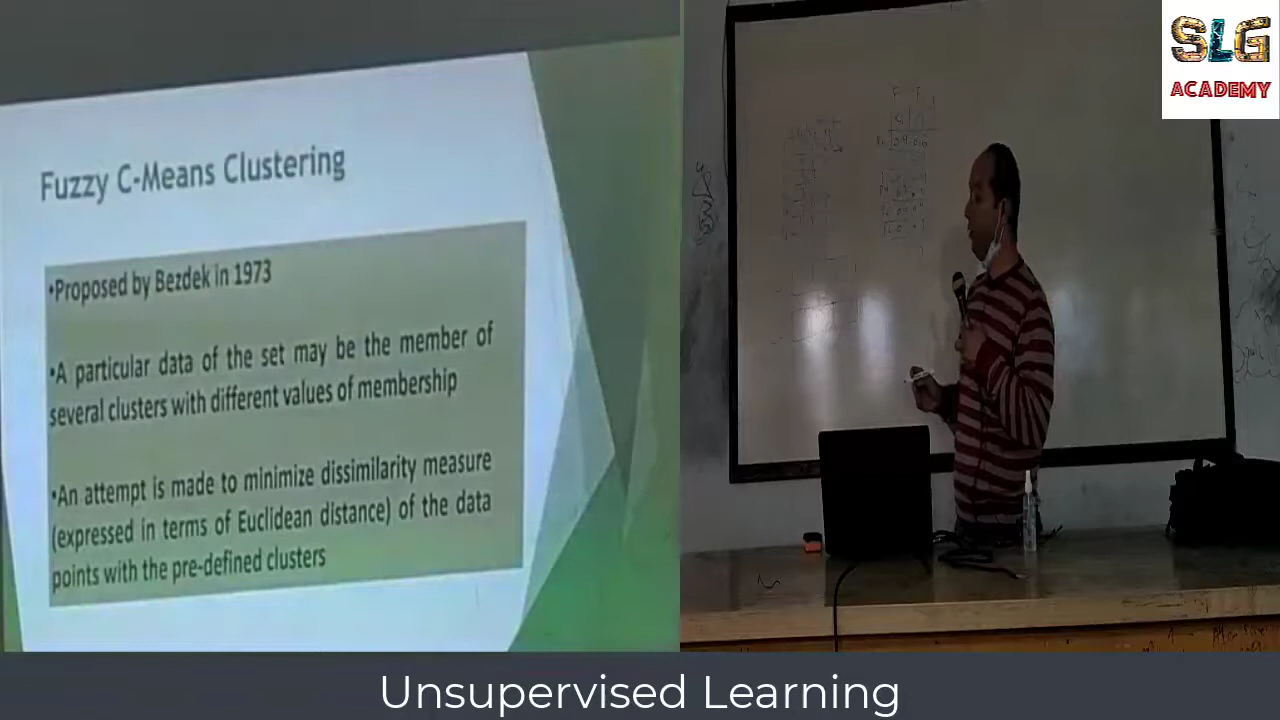 SLG
ACADEMY
Fuzzy C-Means Clustering
•Proposed by Bezdek in 1973
•A particular data of the set may be the member of
several clusters with different values of membership
•An attempt is made to minimize dissimilarity measure
(expressed in terms of Euclidean distance) of the data
points with the pre-defined clusters
Unsupervised Learning